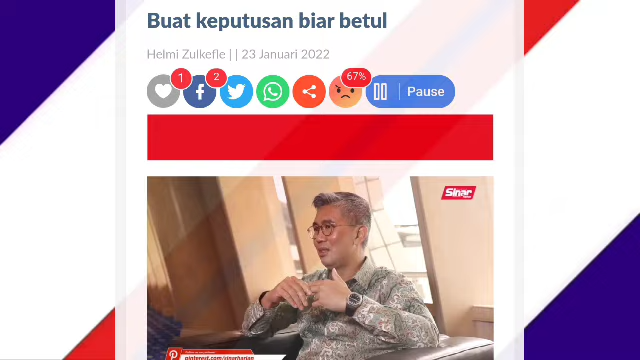 Buat keputusan biar betul
Helmi Zulkefle | | 23 Januari 2022
1
2
67%
Pause
Sinar
pinterest.com/sinarharian